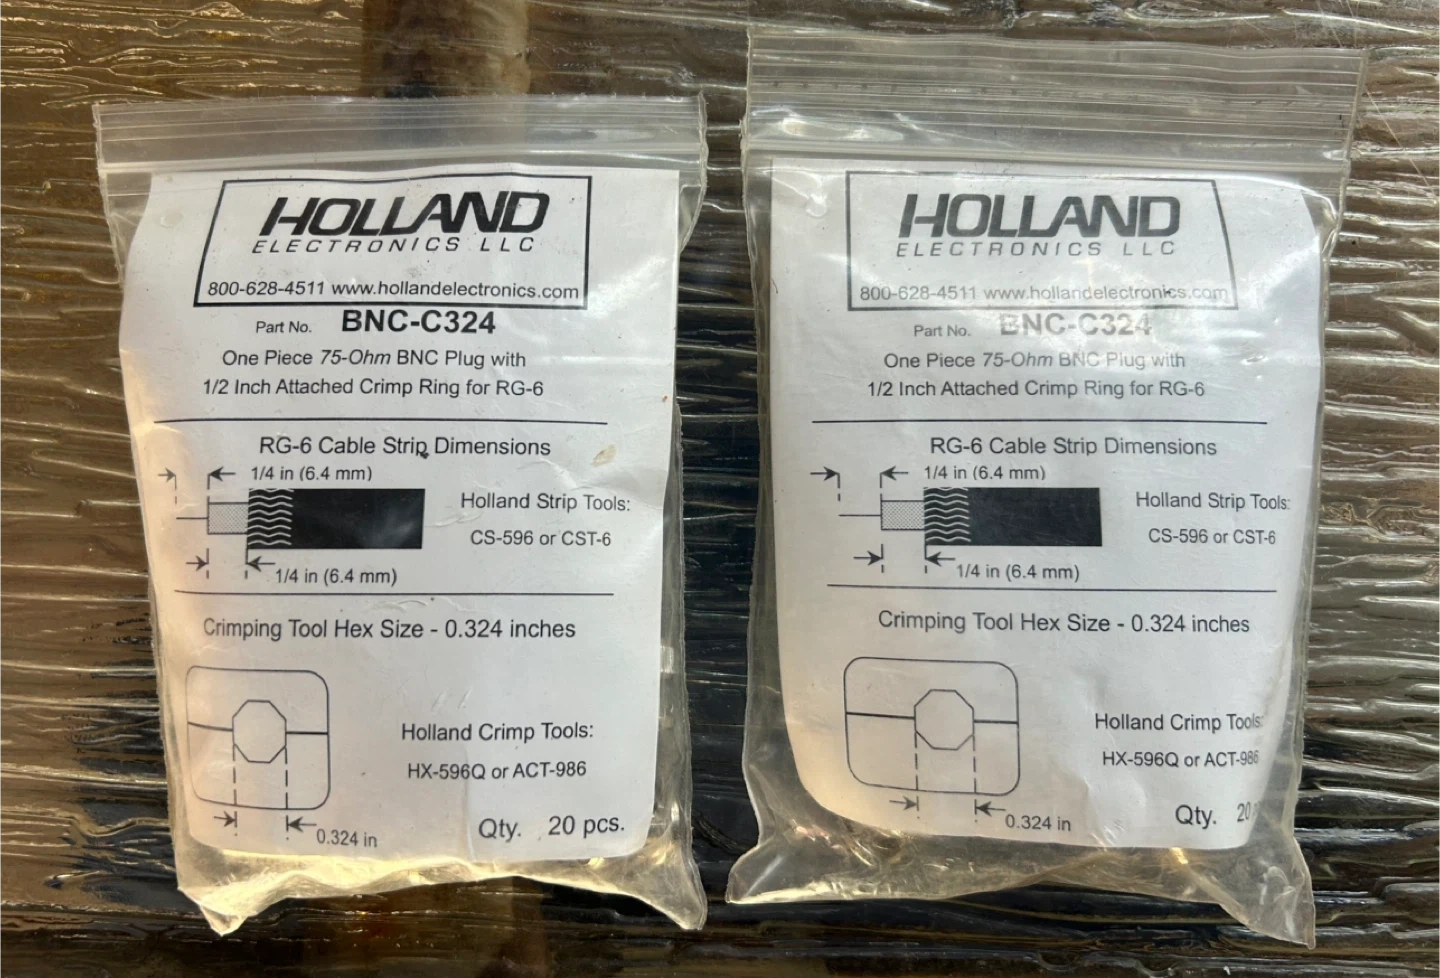 HOLLAND
ELECTRONICS LLC
800-628-4511 www.hollandelectronics.com
Part No. BNC-C324
One Piece 75-Ohm BNC Plug with
1/2 Inch Attached Crimp Ring for RG-6
RG-6 Cable Strip Dimensions
1/4 in (6.4 mm)
Holland Strip Tools:
CS-596 or CST-6
1/4 in (6.4 mm)
Crimping Tool Hex Size - 0.324 inches
Holland Crimp Tools:
HX-596Q or ACT-986
Qty. 20 pcs.
0.324 in
HOLLAND
ELECTRONICS LLC
800-628-4511 www.hollandelectronics.com
Part No. BNC-C324
One Piece 75-Ohm BNC Plug with
1/2 Inch Attached Crimp Ring for RG-6
RG-6 Cable Strip Dimensions
1/4 in (6.4 mm)
Holland Strip Tools:
CS-596 or CST-6
1/4 in (6.4 mm)
Crimping Tool Hex Size - 0.324 inches
Holland Crimp Tools:
HX-596Q or ACT-986
Qty. 20
0.324 in